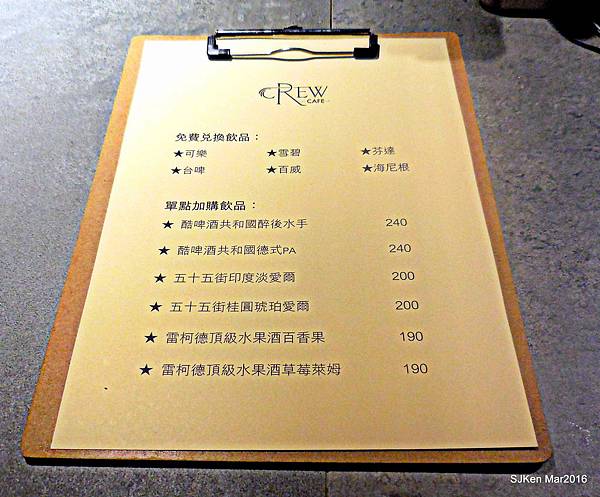 CREW
CAFE
免費兌換飲品：
★可樂 ★雪碧 ★芬達
★台啤 ★百威 ★海尼根
單點加購飲品：
★ 酷啤酒共和國醉後水手 240
★ 酷啤酒共和國德式PA 240
★ 五十五街印度淡愛爾 200
★ 五十五街桂圓琥珀愛爾 200
★ 雷柯德頂級水果酒百香果 190
★ 雷柯德頂級水果酒草莓萊姆 190
SJKen Mar2016